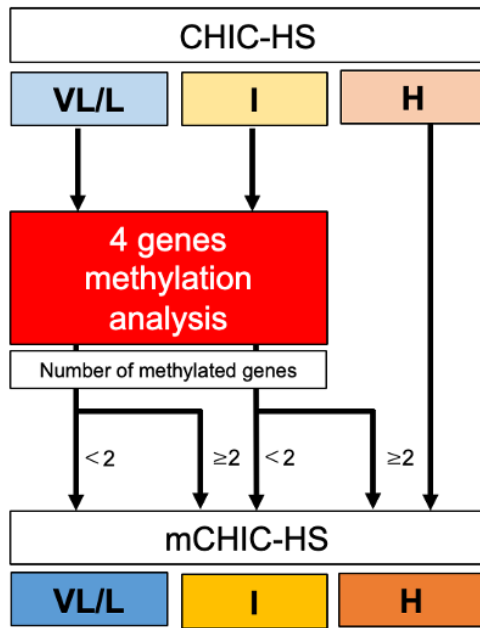 CHIC-HS
VL/L I H
4 genes
methylation
analysis
Number of methylated genes
<2 ≥2 <2 ≥2
mCHIC-HS
VL/L I H